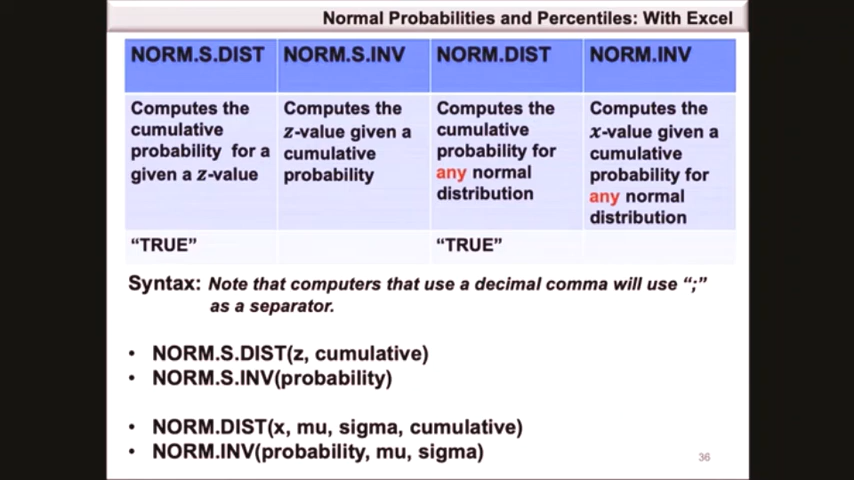 Normal Probabilities and Percentiles: With Excel
NORM.S.DIST
NORM.S.INV
NORM.DIST
NORM.INV
Computes the
cumulative
probability for a
given a z-value
Computes the
z-value given a
cumulative
probability
Computes the
cumulative
probability for
any normal
distribution
Computes the
x-value given a
cumulative
probability for
any normal
distribution
“TRUE”
“TRUE”
Syntax: Note that computers that use a decimal comma will use “;”
as a separator.
• NORM.S.DIST(z, cumulative)
• NORM.S.INV(probability)
• NORM.DIST(x, mu, sigma, cumulative)
• NORM.INV(probability, mu, sigma)
36